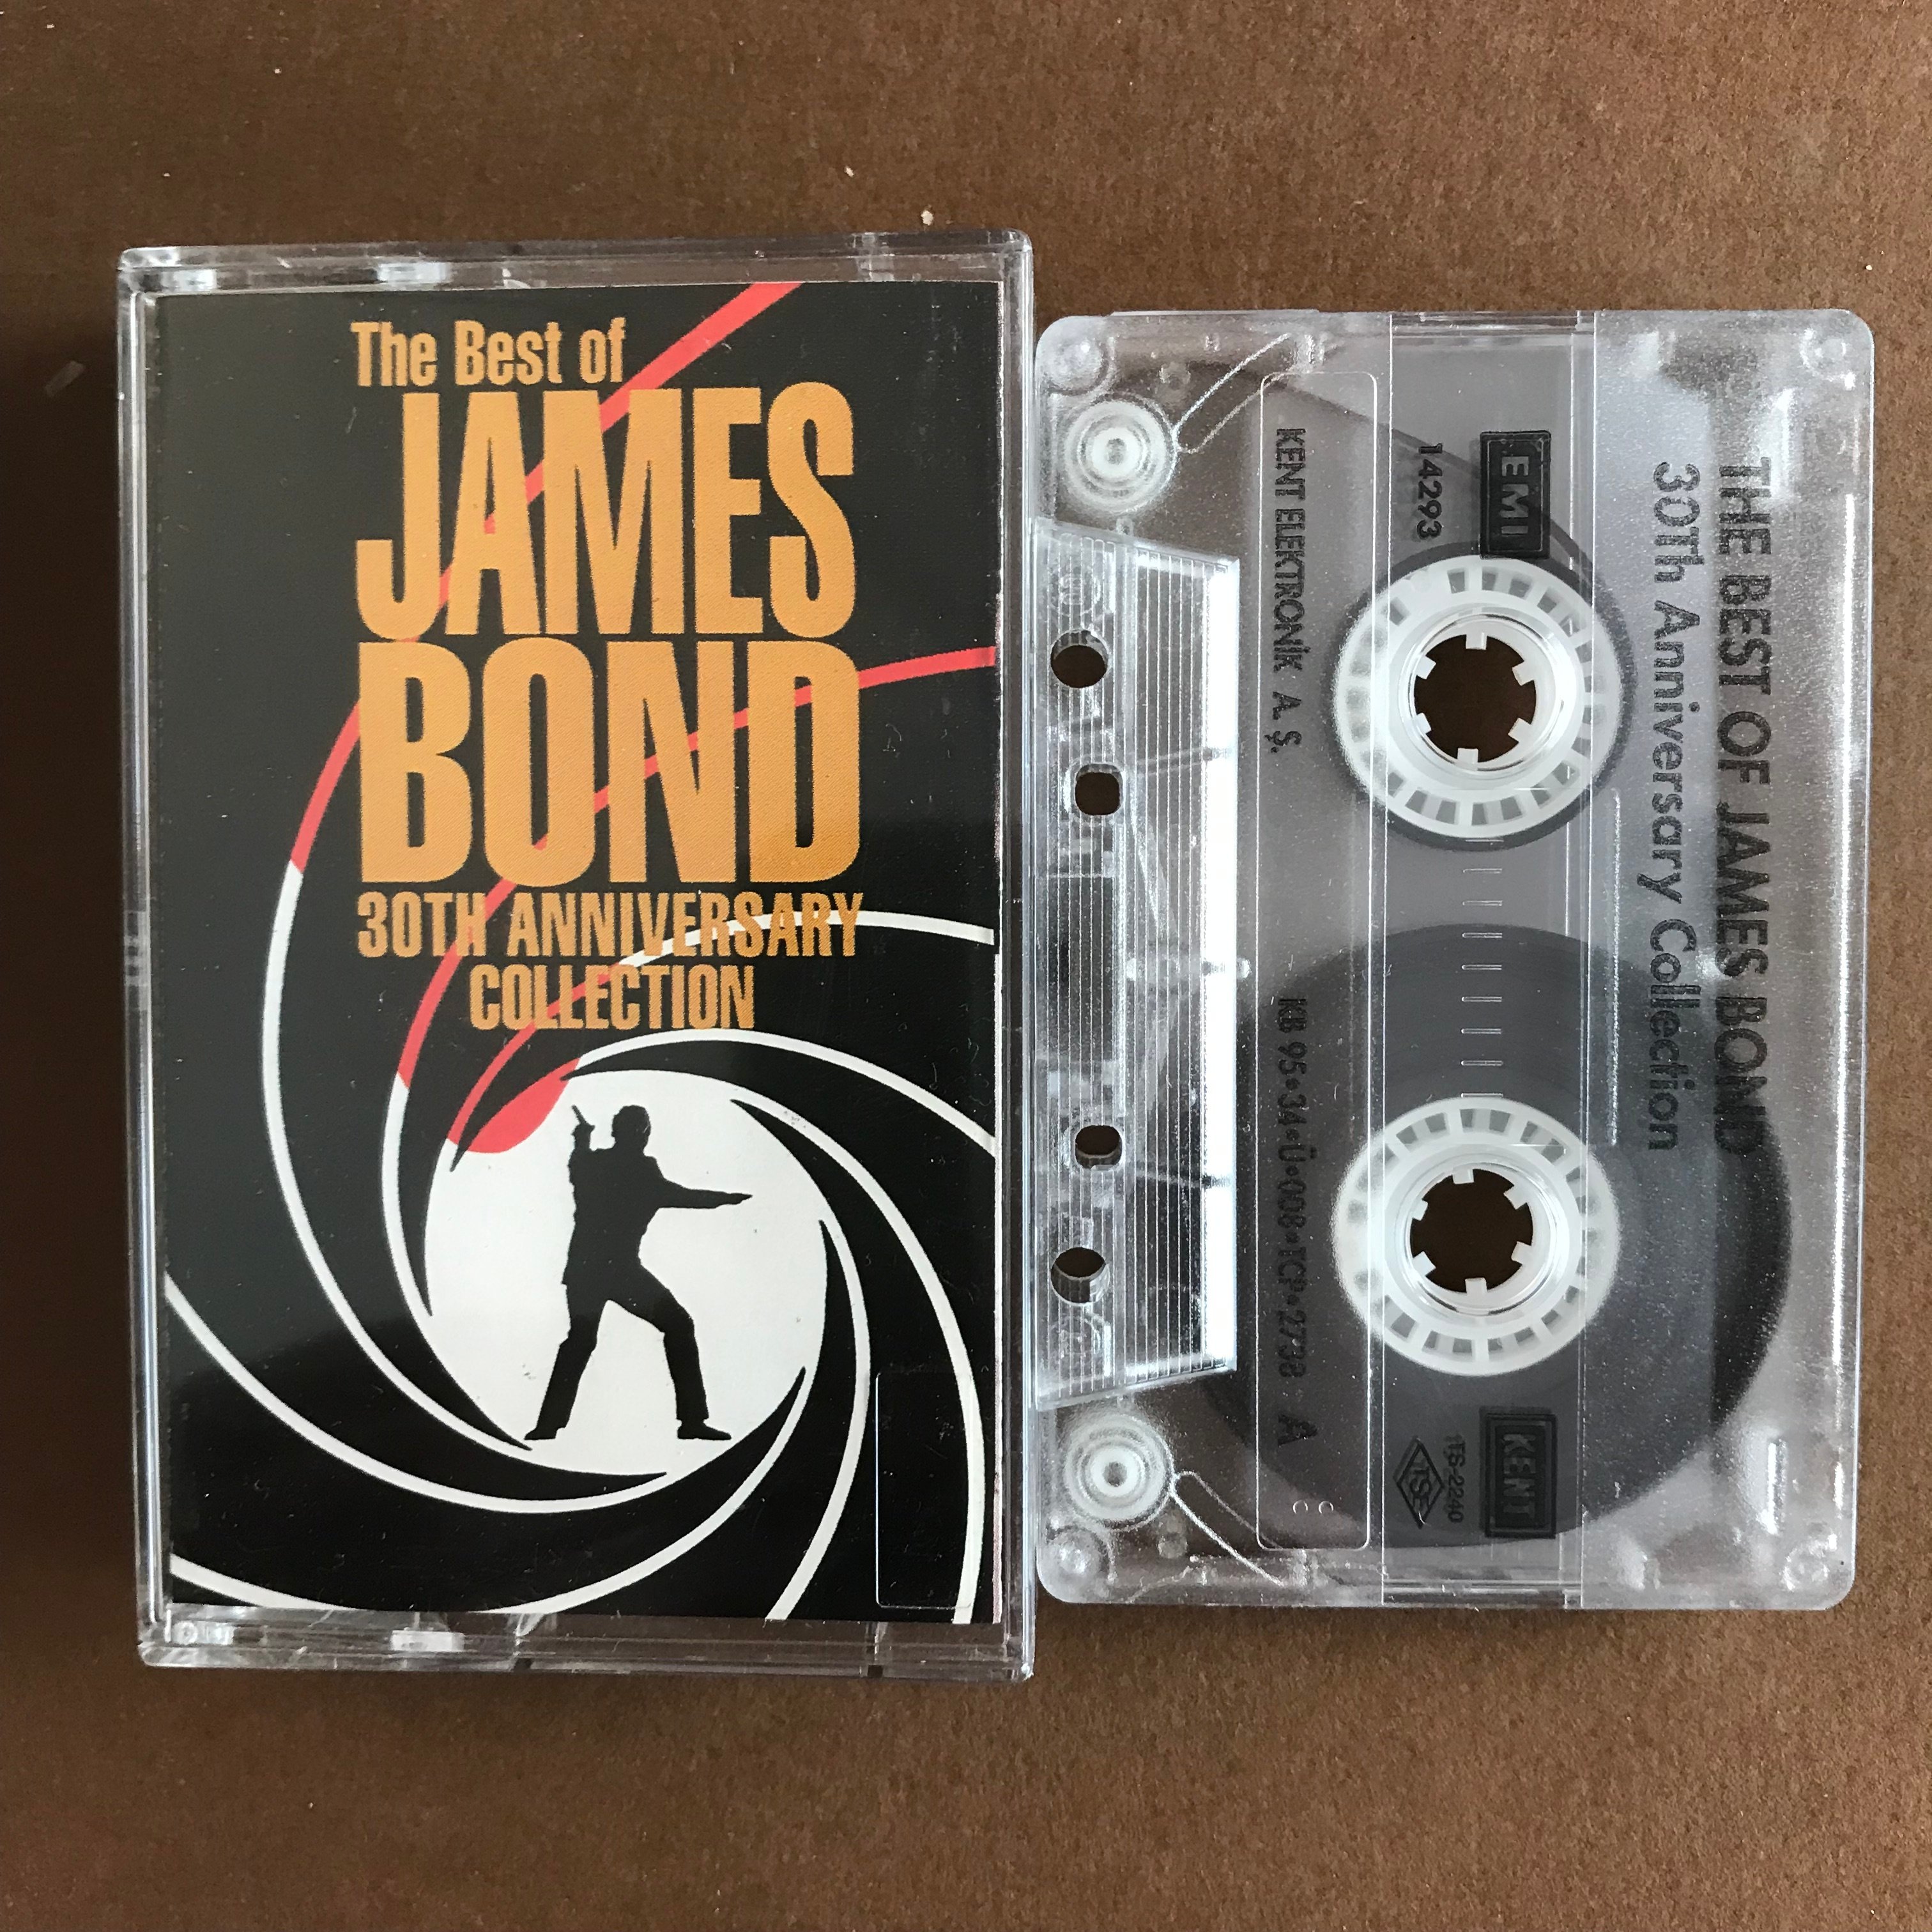 The Best of
JAMES
BOND
30TH ANNIVERSARY
COLLECTION
THE BEST OF JAMES BOND
30Th Anniversary Collection
EMI
14293
KENT
TS-2240
TSE
KENT ELEKTRONİK A.Ş.
KB 95•34•Ü•008•TCP•2738 A